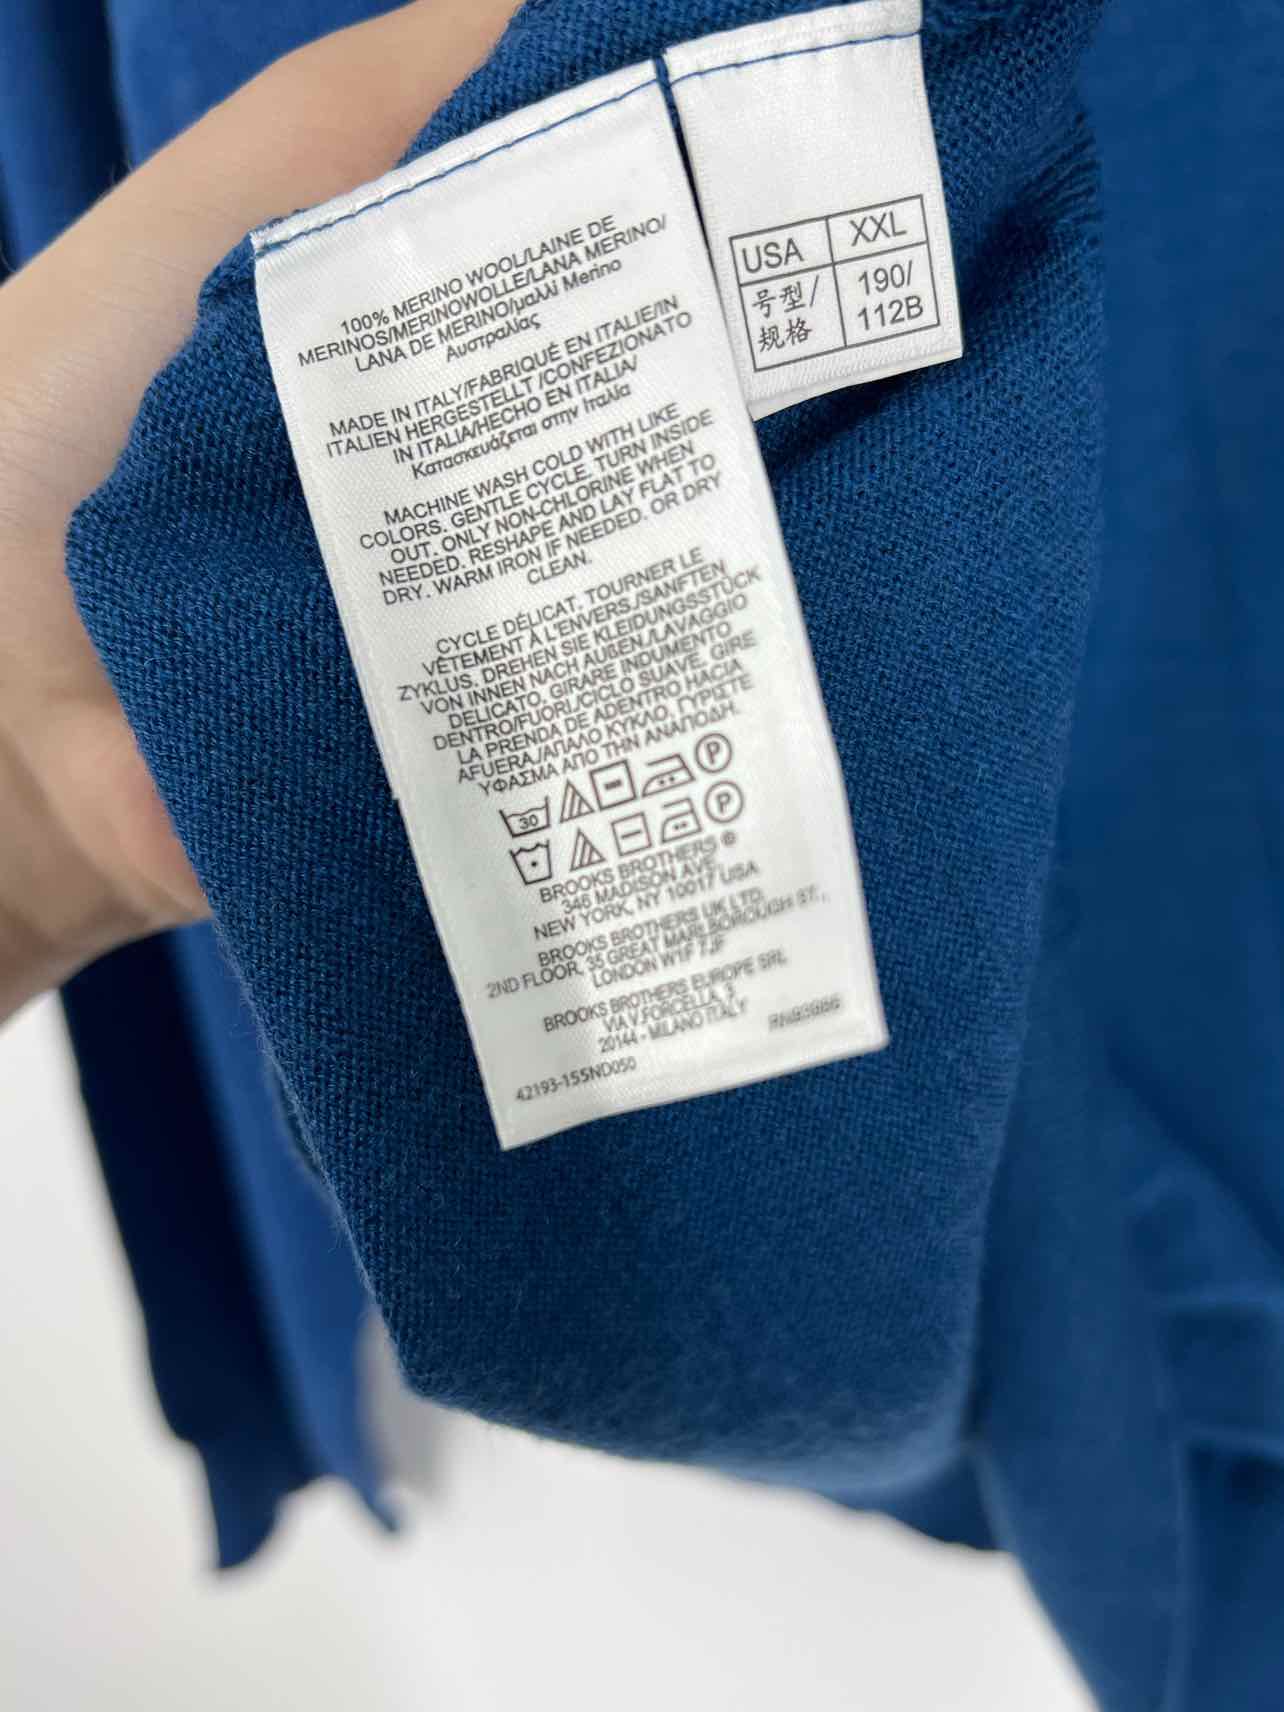 100% MERINO WOOL/LAINE DE
MERINOS/MERINOWOLLE/LANA MERINO/
LANA DE MERINO/μαλλί Merino
Αυστραλίας
MADE IN ITALY/FABRIQUÉ EN ITALIE/IN
ITALIEN HERGESTELLT /CONFEZIONATO
IN ITALIA/HECHO EN ITALIA/
Κατασκευάζεται στην Ιταλία
MACHINE WASH COLD WITH LIKE
COLORS. GENTLE CYCLE. TURN INSIDE
OUT. ONLY NON-CHLORINE WHEN
NEEDED. RESHAPE AND LAY FLAT TO
DRY. WARM IRON IF NEEDED. OR DRY
CLEAN.
CYCLE DÉLICAT. TOURNER LE
VÊTEMENT À L'ENVERS./SANFTEN
ZYKLUS. DREHEN SIE KLEIDUNGSSTÜCK
VON INNEN NACH AUßEN./LAVAGGIO
DELICATO. GIRARE INDUMENTO
DENTRO/FUORI/CICLO SUAVE. GIRE
LA PRENDA DE ADENTRO HACIA
AFUERA/ΑΠΑΛΟ ΚΥΚΛΟ. ΓΥΡΙΣΤΕ
ΥΦΑΣΜΑ ΑΠΟ ΤΗΝ ΑΝΑΠΟΔΗ.
30 P
P
BROOKS BROTHERS ®
346 MADISON AVE,
NEW YORK, NY 10017 USA
BROOKS BROTHERS UK LTD.
2ND FLOOR, 35 GREAT MARLBOROUGH ST.,
LONDON W1F 7JF
BROOKS BROTHERS EUROPE SRL
VIA V.FORCELLA, 3
20144 - MILANO ITALY
RN93966
42193-155ND050
USA XXL
号型/ 190/
规格 112B